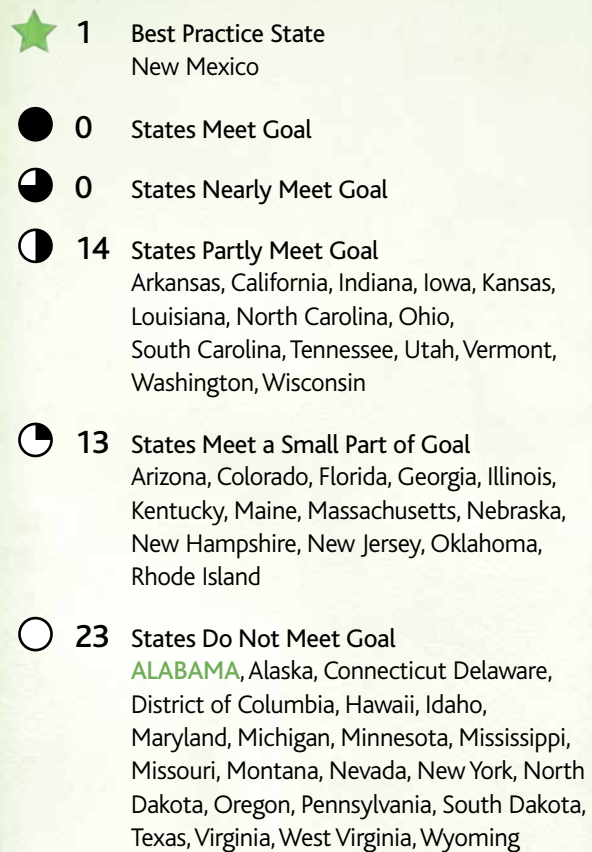 1 Best Practice State
New Mexico
0 States Meet Goal
0 States Nearly Meet Goal
14 States Partly Meet Goal
Arkansas, California, Indiana, Iowa, Kansas,
Louisiana, North Carolina, Ohio,
South Carolina, Tennessee, Utah, Vermont,
Washington, Wisconsin
13 States Meet a Small Part of Goal
Arizona, Colorado, Florida, Georgia, Illinois,
Kentucky, Maine, Massachusetts, Nebraska,
New Hampshire, New Jersey, Oklahoma,
Rhode Island
23 States Do Not Meet Goal
ALABAMA, Alaska, Connecticut Delaware,
District of Columbia, Hawaii, Idaho,
Maryland, Michigan, Minnesota, Mississippi,
Missouri, Montana, Nevada, New York, North
Dakota, Oregon, Pennsylvania, South Dakota,
Texas, Virginia, West Virginia, Wyoming